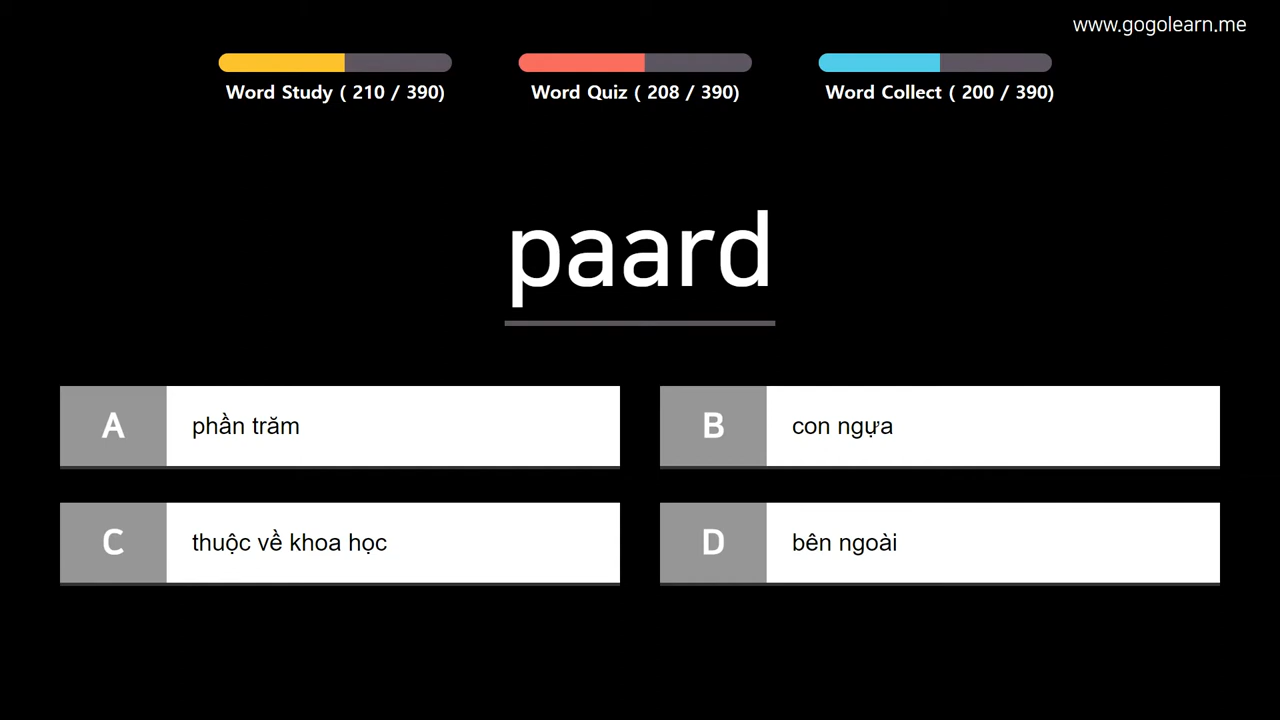 www.gogolearn.me
Word Study ( 210 / 390)
Word Quiz ( 208 / 390)
Word Collect ( 200 / 390)
paard
A phần trăm
B con ngựa
C thuộc về khoa học
D bên ngoài